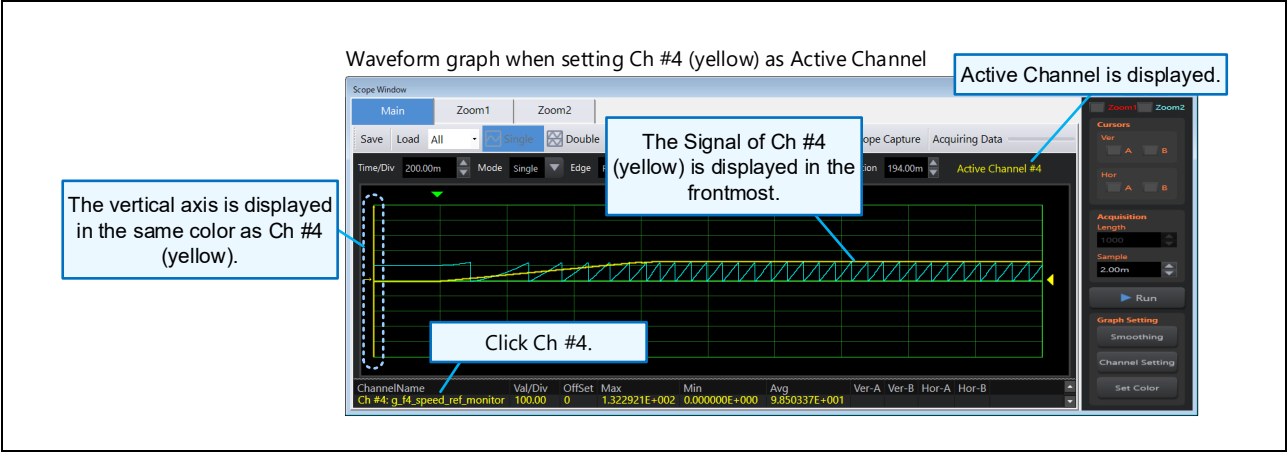 Waveform graph when setting Ch #4 (yellow) as Active Channel
Active Channel is displayed.
Scope Window
Main Zoom1 Zoom2
Zoom1 Zoom2
Save Load All Single Double
ope Capture Acquiring Data
The Signal of Ch #4
(yellow) is displayed in the
frontmost.
Time/Div 200.00m Mode Single Edge
ion 194.00m Active Channel #4
Cursors
Ver
A B
Hor
A B
The vertical axis is displayed
in the same color as Ch #4
(yellow).
Acquisition
Length
1000
Sample
2.00m
Run
Graph Setting
Smoothing
Channel Setting
Set Color
Click Ch #4.
ChannelName Val/Div OffSet Max Min Avg Ver-A Ver-B Hor-A Hor-B
Ch #4: g_f4_speed_ref_monitor 100.00 0 1.322921E+002 0.000000E+000 9.850337E+001